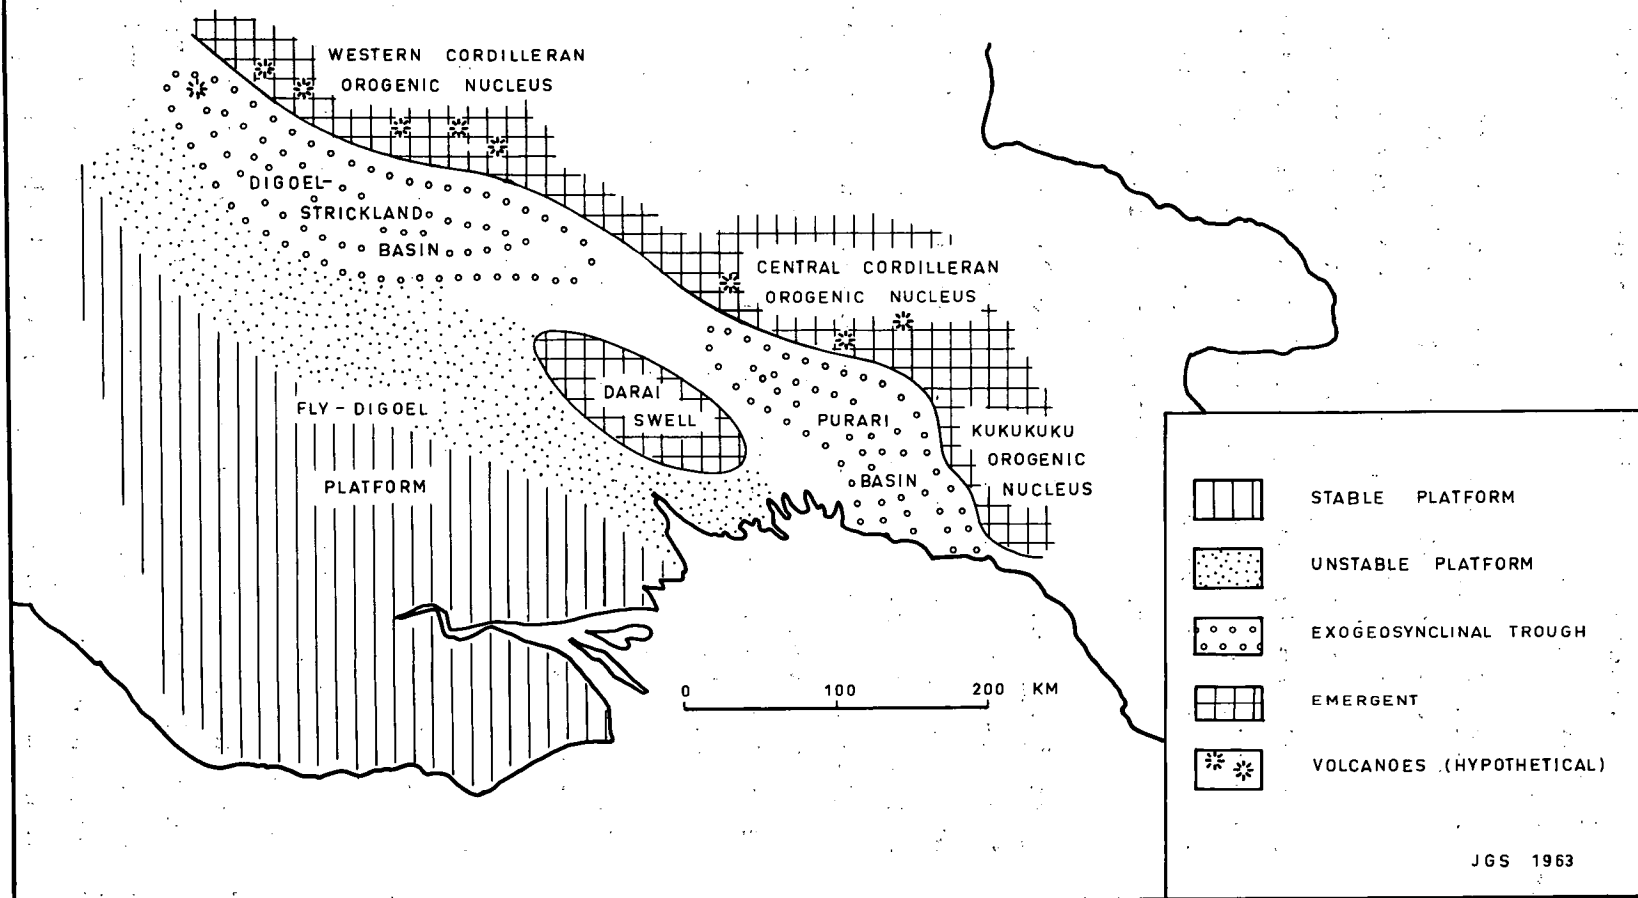 WESTERN CORDILLERAN
OROGENIC NUCLEUS
DIGOEL-
STRICKLAND
BASIN
CENTRAL CORDILLERAN
OROGENIC NUCLEUS
DARAI
SWELL
FLY-DIGOEL
PLATFORM
PURARI
BASIN
KUKUKUKU
OROGENIC
NUCLEUS
0 100 200 KM
STABLE PLATFORM
UNSTABLE PLATFORM
EXOGEOSYNCLINAL TROUGH
EMERGENT
VOLCANOES (HYPOTHETICAL)
JGS 1963